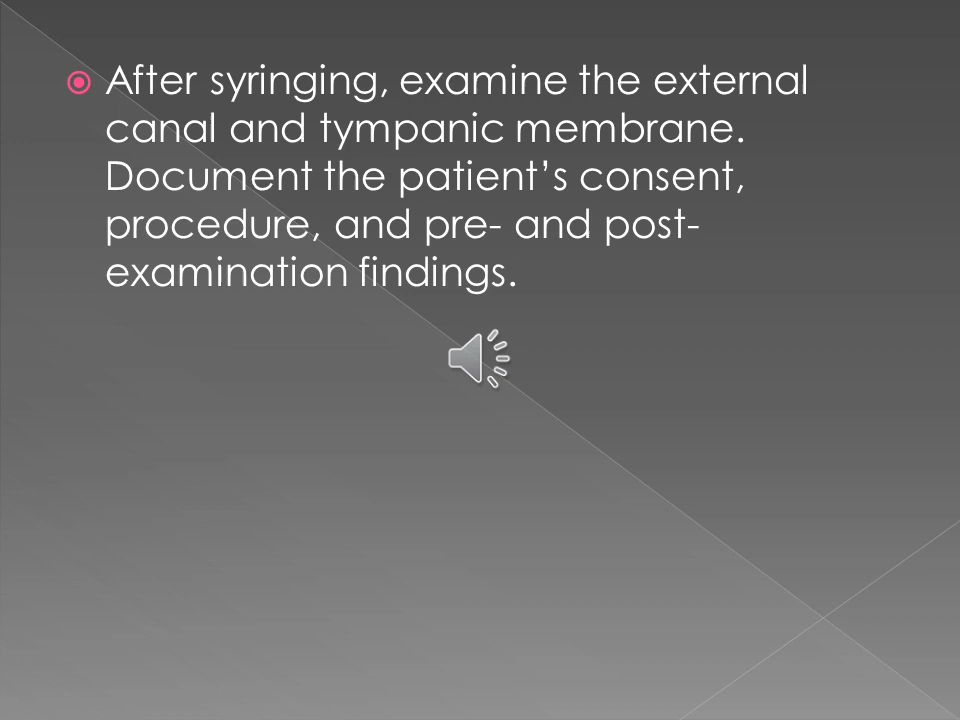 After syringing, examine the external
canal and tympanic membrane.
Document the patient’s consent,
procedure, and pre- and post-
examination findings.